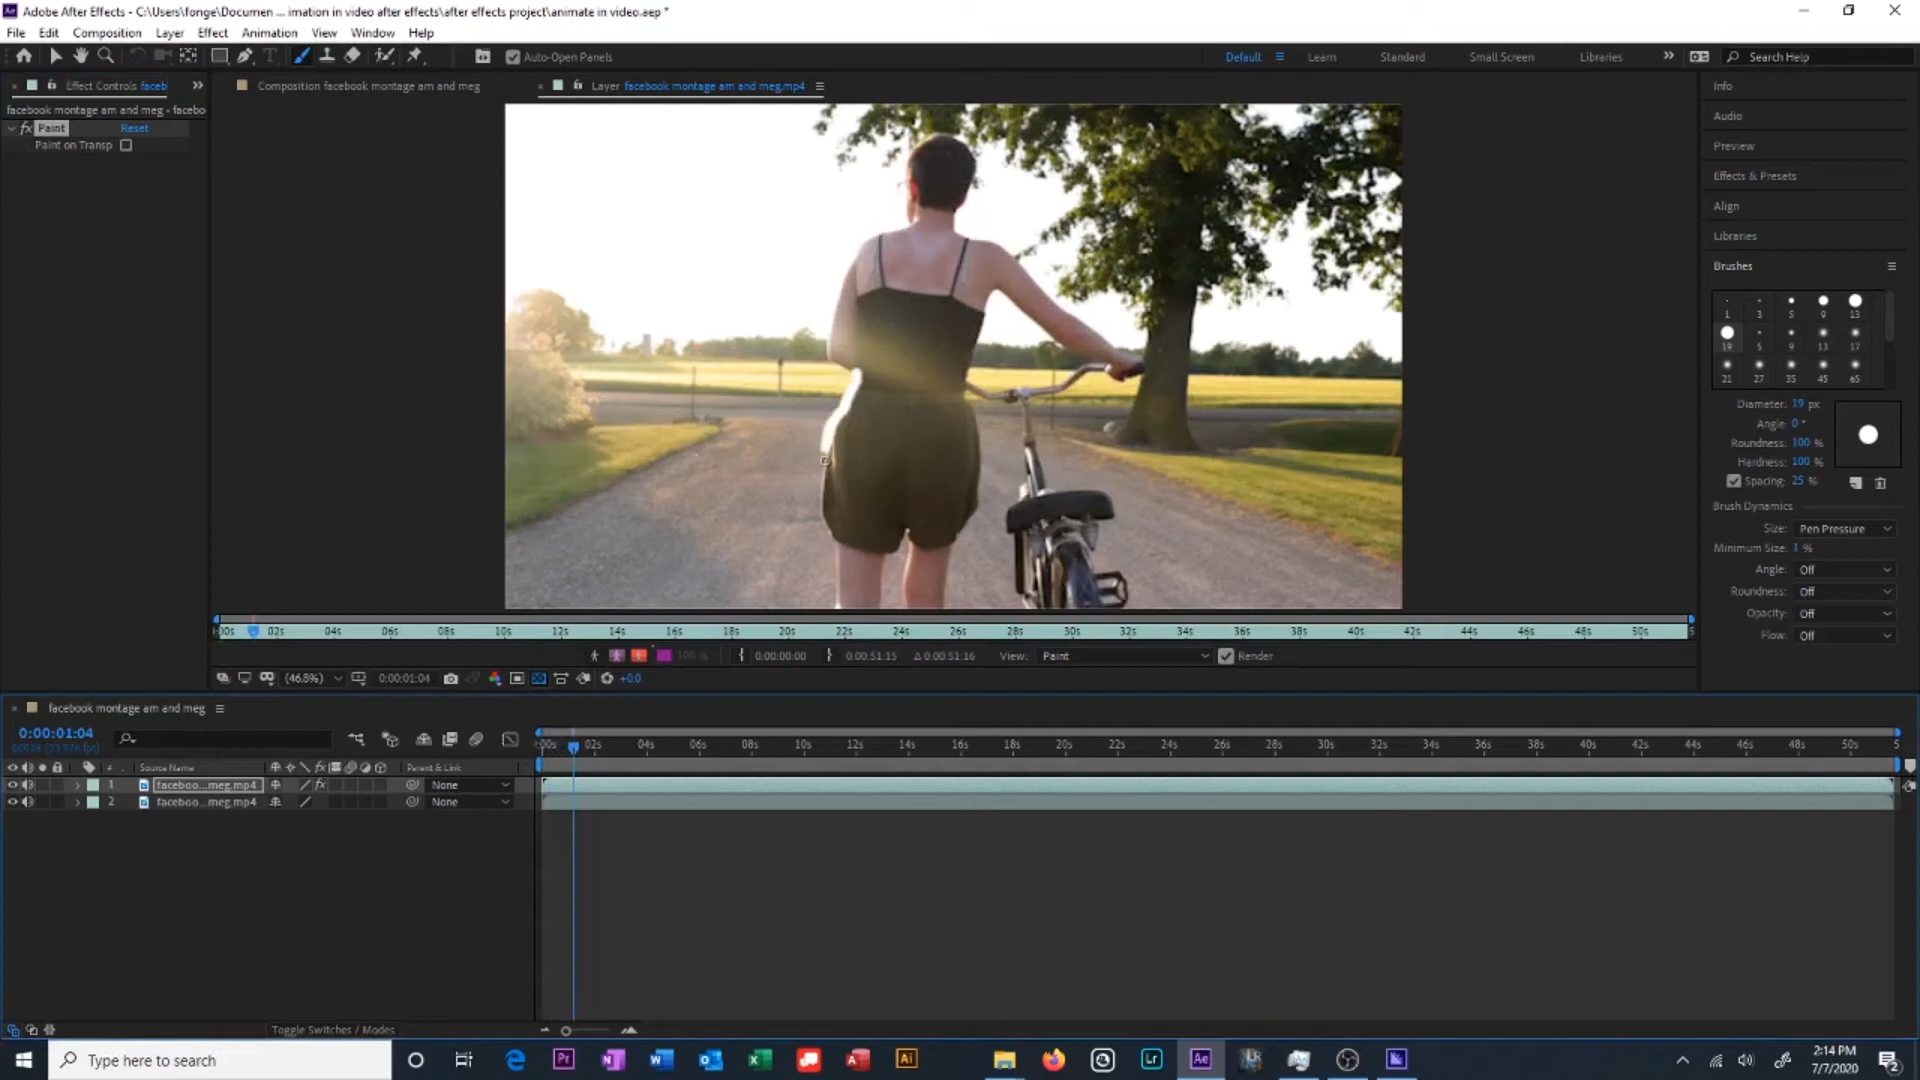 Adobe After Effects - C:\Users\fonge\Documen ... imation in video after effects\after effects project\animate in video.aep *
File Edit Composition Layer Effect Animation View Window Help
Auto-Open Panels
Default Learn Standard Small Screen Libraries Search Help
Effect Controls faceb
Composition facebook montage am and meg
Layer facebook montage am and meg.mp4
facebook montage am and meg • facebo
fx Paint Reset
Paint on Transp
Info
Audio
Preview
Effects & Presets
Align
Libraries
Brushes
1 3 5 9 13
19 5 9 13 17
21 27 35 45 65
Diameter: 19 px
Angle: 0 °
Roundness: 100 %
Hardness: 100 %
Spacing: 25 %
Brush Dynamics
Size: Pen Pressure
Minimum Size: 1 %
Angle: Off
Roundness: Off
Opacity: Off
Flow: Off
00s 02s 04s 06s 08s 10s 12s 14s 16s 18s 20s 22s 24s 26s 28s 30s 32s 34s 36s 38s 40s 42s 44s 46s 48s 50s 5
100 % 0:00:00:00 0:00:51:15 Δ 0:00:51:16 View: Paint Render
(46.8%) 0:00:01:04 +0.0
facebook montage am and meg
0:00:01:04
00028 (23.976 fps)
00s 02s 04s 06s 08s 10s 12s 14s 16s 18s 20s 22s 24s 26s 28s 30s 32s 34s 36s 38s 40s 42s 44s 46s 48s 50s 5
# Source Name fx Parent & Link
1 faceboo...meg.mp4 fx None
2 faceboo...meg.mp4 None
Toggle Switches / Modes
Type here to search
Pr Lr Ae Ai
2:14 PM
7/7/2020
2